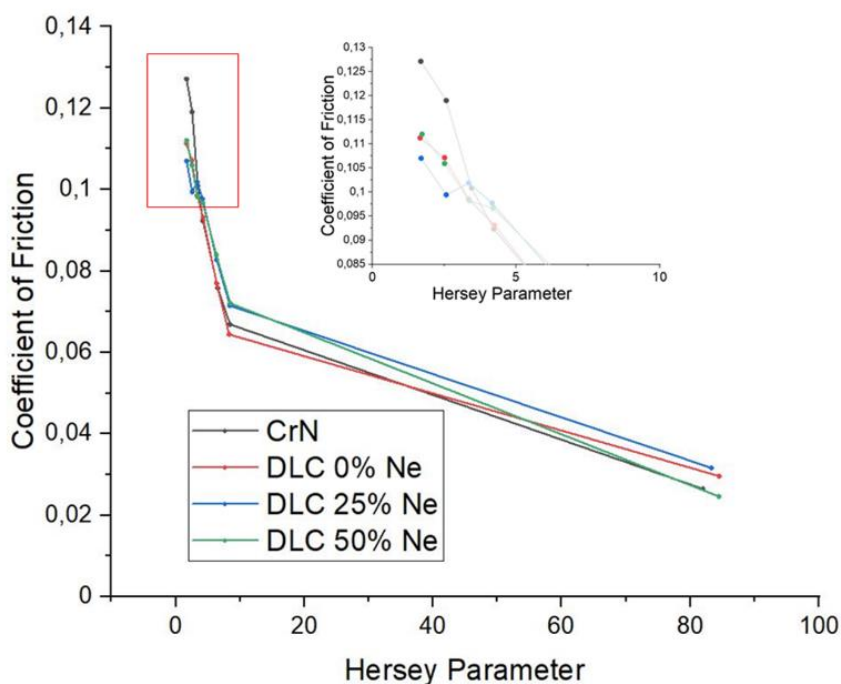 0,14
0,12
0,1
0,08
0,06
0,04
0,02
0
Coefficient of Friction
0 20 40 60 80 100
Hersey Parameter
0,13
0,125
0,12
0,115
0,11
0,105
0,1
0,095
0,09
0,085
Coefficient of Friction
0 5 10
Hersey Parameter
CrN
DLC 0% Ne
DLC 25% Ne
DLC 50% Ne